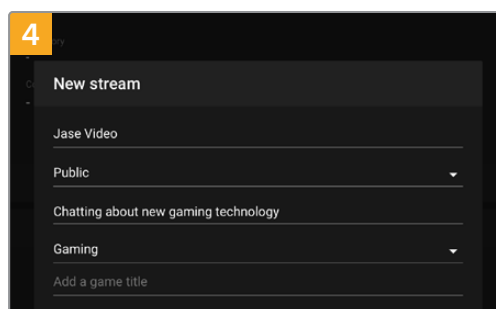 4
New stream
Jase Video
Public
Chatting about new gaming technology
Gaming
Add a game title